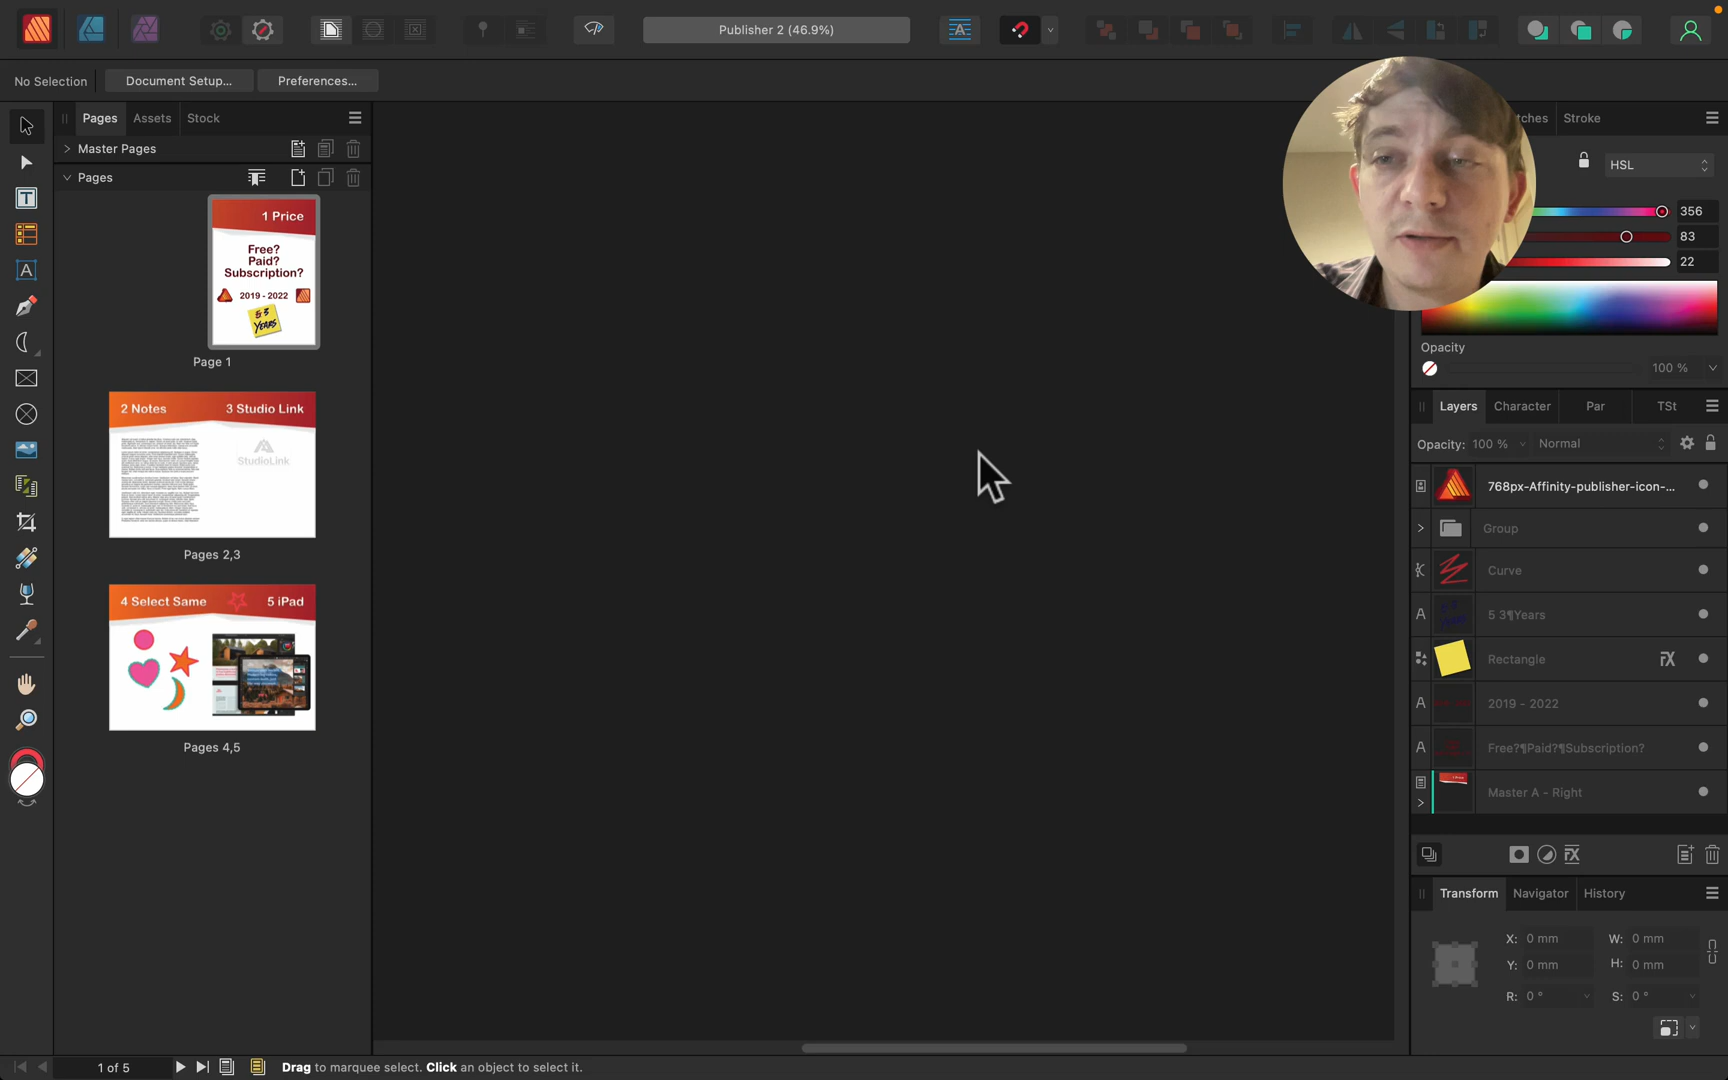 Publisher 2 (46.9%)
No Selection
Document Setup...
Preferences...
Pages
Assets
Stock
Master Pages
Pages
1 Price
Free?
Paid?
Subscription?
2019 - 2022
5 3
YEARS
Page 1
2 Notes
3 Studio Link
StudioLink
Pages 2,3
4 Select Same
5 iPad
Pages 4,5
tches
Stroke
HSL
356
83
22
Opacity
100 %
Layers
Character
Par
TSt
Opacity: 100 %
Normal
768px-Affinity-publisher-icon-...
Group
Curve
5 3¶Years
Rectangle
2019 - 2022
Free?¶Paid?¶Subscription?
Master A - Right
Transform
Navigator
History
X: 0 mm
W: 0 mm
Y: 0 mm
H: 0 mm
R: 0 °
S: 0 °
1 of 5
Drag to marquee select. Click an object to select it.